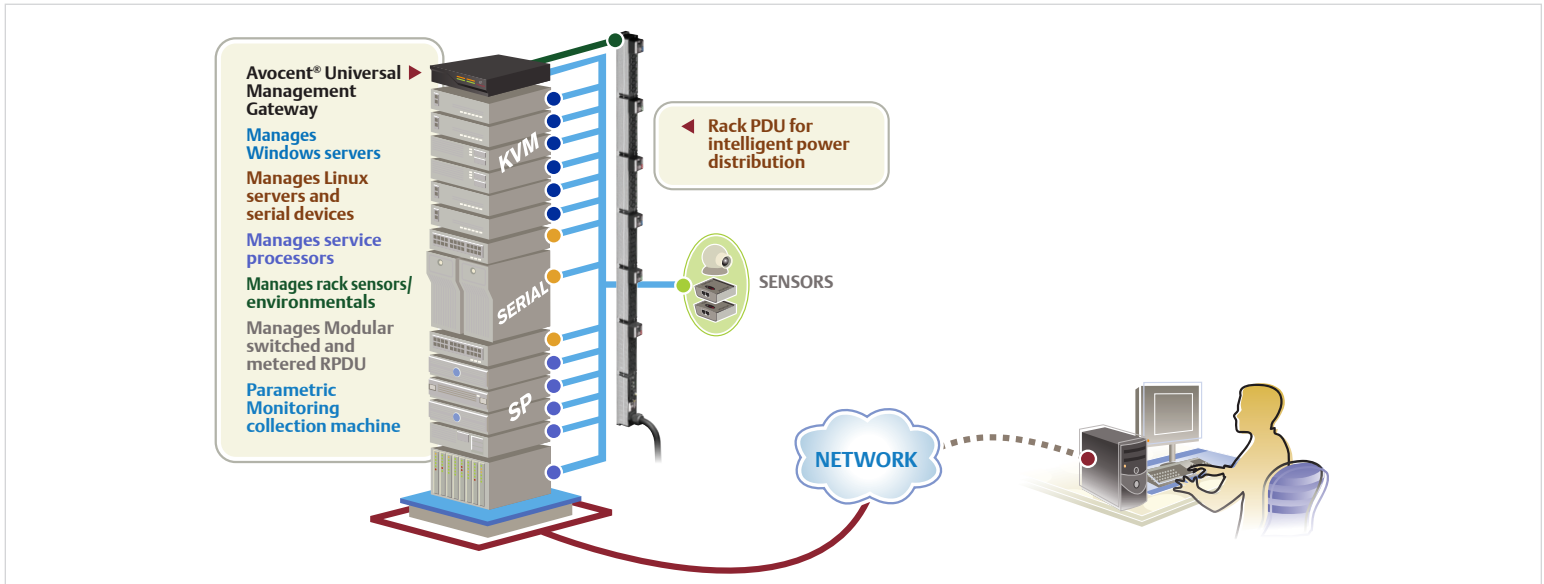 Avocent® Universal
Management
Gateway
Manages
Windows servers
Manages Linux
servers and
serial devices
Manages service
processors
Manages rack sensors/
environmentals
Manages Modular
switched and
metered RPDU
Parametric
Monitoring
collection machine
KVM
SERIAL
SP
Rack PDU for
intelligent power
distribution
SENSORS
NETWORK